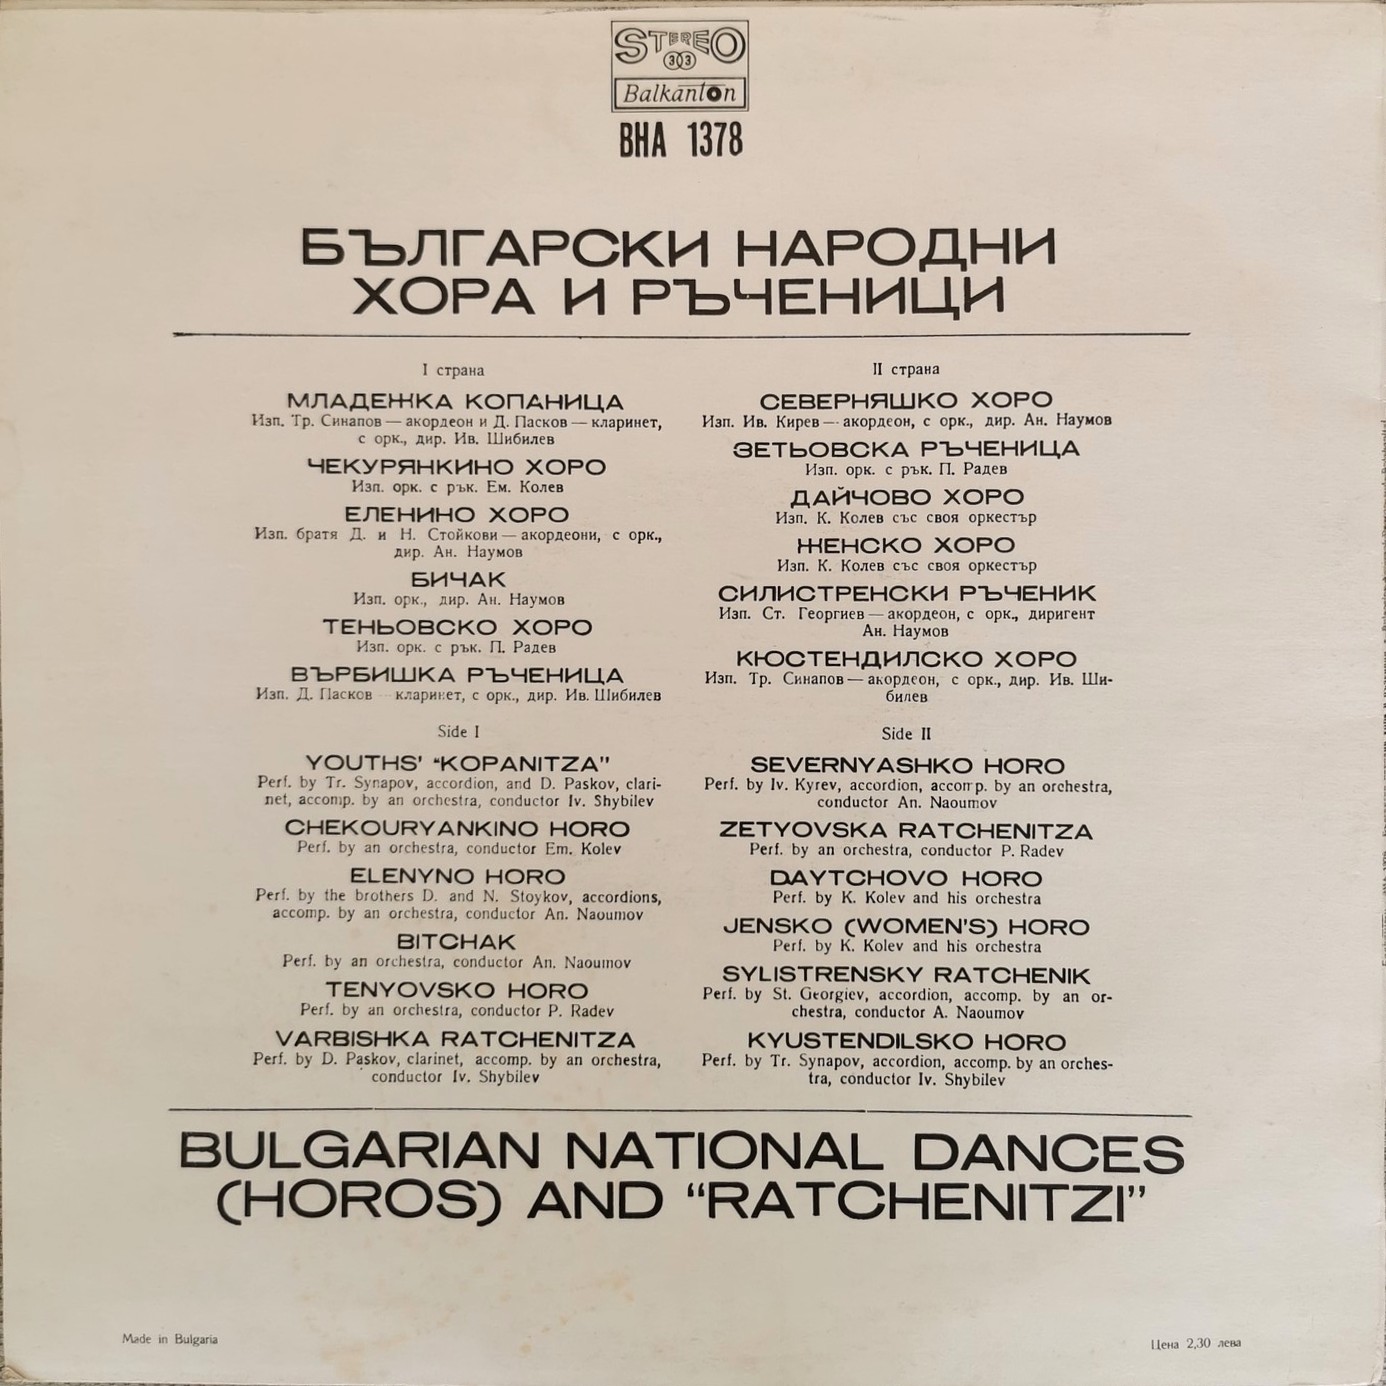 STEREO
33
Balkanton
ВНА 1378
БЪЛГАРСКИ НАРОДНИ
ХОРА И РЪЧЕНИЦИ
I страна
МЛАДЕЖКА КОПАНИЦА
Изп. Тр. Синапов — акордеон и Д. Пасков — кларинет,
с орк., дир. Ив. Шибилев
ЧЕКУРЯНКИНО ХОРО
Изп. орк. с рък. Ем. Колев
ЕЛЕНИНО ХОРО
Изп. братя Д. и Н. Стойкови — акордеони, с орк.,
дир. Ан. Наумов
БИЧАК
Изп. орк., дир. Ан. Наумов
ТЕНЬОВСКО ХОРО
Изп. орк. с рък. П. Радев
ВЪРБИШКА РЪЧЕНИЦА
Изп. Д. Пасков — кларинет, с орк., дир. Ив. Шибилев
II страна
СЕВЕРНЯШКО ХОРО
Изп. Ив. Кирев — акордеон, с орк., дир. Ан. Наумов
ЗЕТЬОВСКА РЪЧЕНИЦА
Изп. орк. с рък. П. Радев
ДАЙЧОВО ХОРО
Изп. К. Колев със своя оркестър
ЖЕНСКО ХОРО
Изп. К. Колев със своя оркестър
СИЛИСТРЕНСКИ РЪЧЕНИК
Изп. Ст. Георгиев — акордеон, с орк., диригент
Ан. Наумов
КЮСТЕНДИЛСКО ХОРО
Изп. Тр. Синапов — акордеон, с орк., дир. Ив. Ши-
билев
Side I
YOUTHS' “KOPANITZA”
Perf. by Tr. Synapov, accordion, and D. Paskov, clari-
net, accomp. by an orchestra, conductor Iv. Shybilev
CHEKOURYANKINO HORO
Perf. by an orchestra, conductor Em. Kolev
ELENYNO HORO
Perf. by the brothers D. and N. Stoykov, accordions,
accomp. by an orchestra, conductor An. Naoumov
BITCHAK
Perf. by an orchestra, conductor An. Naoumov
TENYOVSKO HORO
Perf. by an orchestra, conductor P. Radev
VARBISHKA RATCHENITZA
Perf. by D. Paskov, clarinet, accomp. by an orchestra,
conductor Iv. Shybilev
Side II
SEVERNYASHKO HORO
Perf. by Iv. Kyrev, accordion, accomp. by an orchestra,
conductor An. Naoumov
ZETYOVSKA RATCHENITZA
Perf. by an orchestra, conductor P. Radev
DAYTCHOVO HORO
Perf. by K. Kolev and his orchestra
JENSKO (WOMEN'S) HORO
Perf. by K. Kolev and his orchestra
SYLISTRENSKY RATCHENIK
Perf. by St. Georgiev, accordion, accomp. by an or-
chestra, conductor A. Naoumov
KYUSTENDILSKO HORO
Perf. by Tr. Synapov, accordion, accomp. by an orches-
tra, conductor Iv. Shybilev
BULGARIAN NATIONAL DANCES
(HOROS) AND “RATCHENITZI”
Made in Bulgaria
Цена 2,30 лева